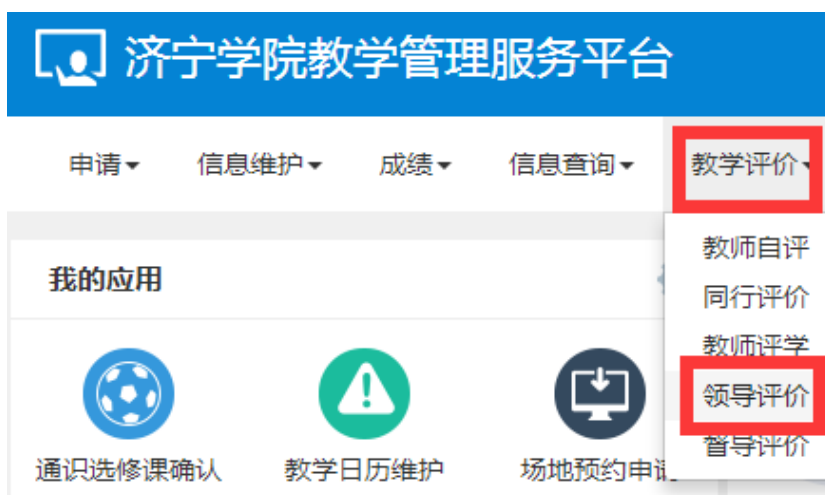 济宁学院教学管理服务平台
申请 信息维护 成绩 信息查询 教学评价
教师自评
我的应用
同行评价
教师评学
领导评价
督导评价
通识选修课确认 教学日历维护 场地预约申请